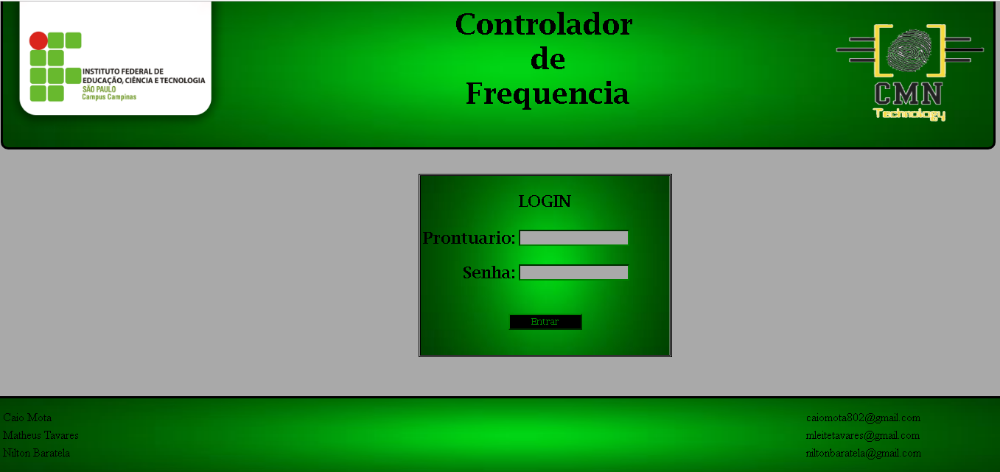 INSTITUTO FEDERAL DE
EDUCAÇÃO, CIÊNCIA E TECNOLOGIA
SÃO PAULO
Campus Campinas
Controlador
de
Frequencia
CMN
Technology
LOGIN
Prontuario:
Senha:
Entrar
Caio Mota
Matheus Tavares
Nilton Baratela
caiomota802@gmail.com
mleitetavares@gmail.com
niltonbaratela@gmail.com